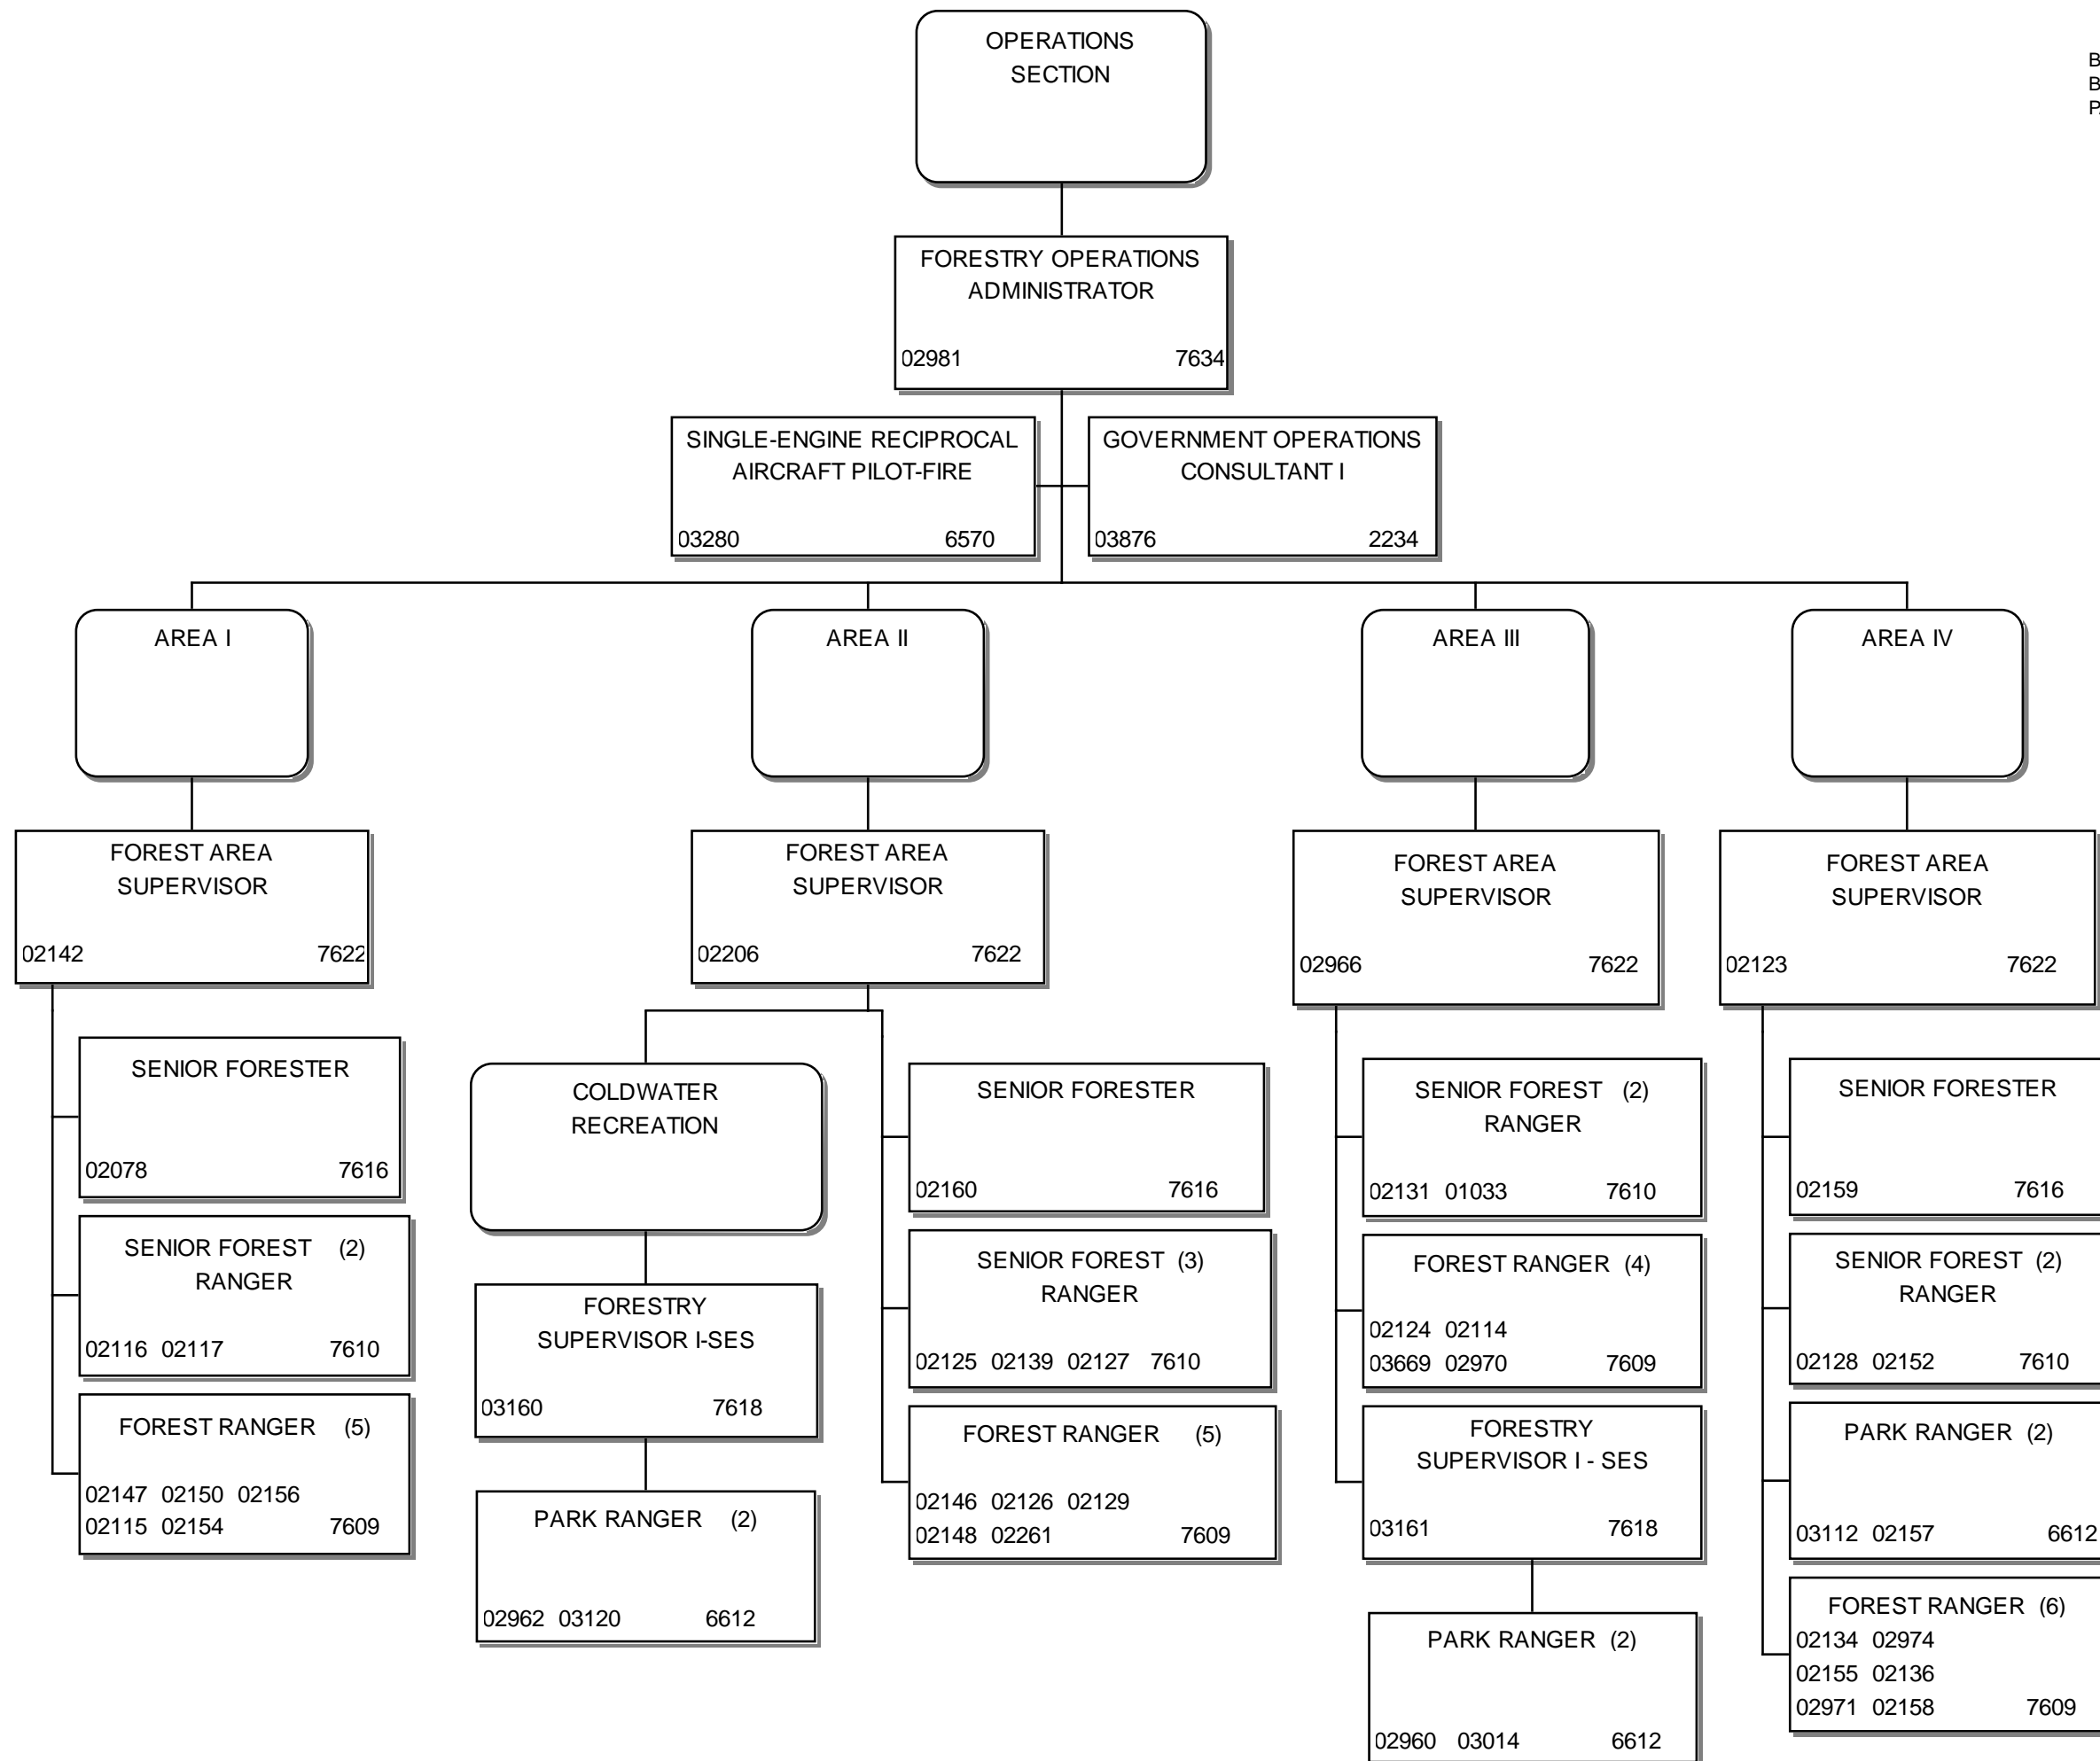 OPERATIONS
SECTION
B
B
P
FORESTRY OPERATIONS
ADMINISTRATOR
02981 7634
SINGLE-ENGINE RECIPROCAL
AIRCRAFT PILOT-FIRE
03280 6570
GOVERNMENT OPERATIONS
CONSULTANT I
03876 2234
AREA I
FOREST AREA
SUPERVISOR
02142 7622
SENIOR FORESTER
02078 7616
SENIOR FOREST (2)
RANGER
02116 02117 7610
FOREST RANGER (5)
02147 02150 02156
02115 02154 7609
AREA II
FOREST AREA
SUPERVISOR
02206 7622
COLDWATER
RECREATION
FORESTRY
SUPERVISOR I-SES
03160 7618
PARK RANGER (2)
02962 03120 6612
SENIOR FORESTER
02160 7616
SENIOR FOREST (3)
RANGER
02125 02139 02127 7610
FOREST RANGER (5)
02146 02126 02129
02148 02261 7609
AREA III
FOREST AREA
SUPERVISOR
02966 7622
SENIOR FOREST (2)
RANGER
02131 01033 7610
FOREST RANGER (4)
02124 02114
03669 02970 7609
FORESTRY
SUPERVISOR I - SES
03161 7618
PARK RANGER (2)
02960 03014 6612
AREA IV
FOREST AREA
SUPERVISOR
02123 7622
SENIOR FORESTER
02159 7616
SENIOR FOREST (2)
RANGER
02128 02152 7610
PARK RANGER (2)
03112 02157 6612
FOREST RANGER (6)
02134 02974
02155 02136
02971 02158 7609